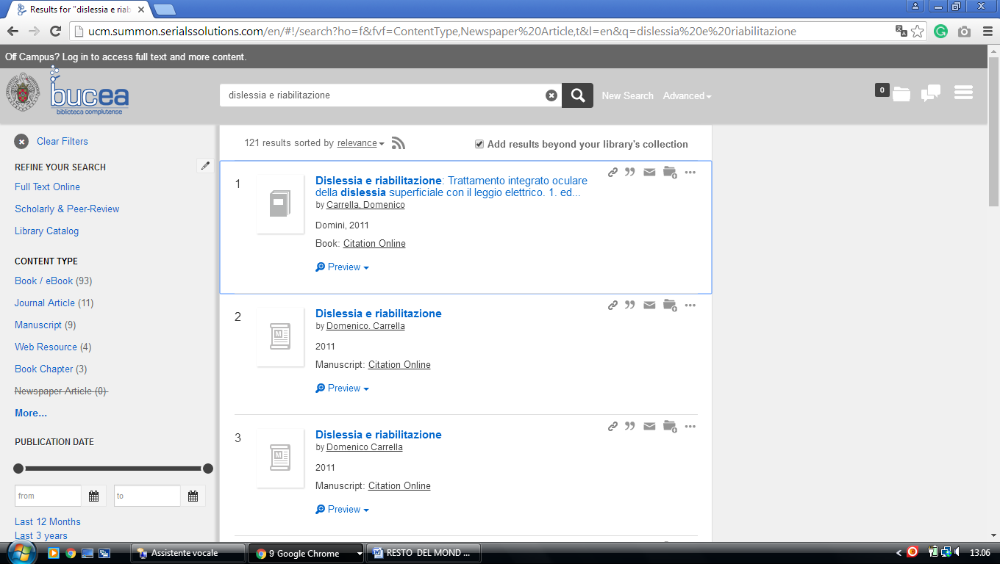 Results for "dislessia e riab
ucm.summon.serialssolutions.com/en/#!/search?ho=f&fvf=ContentType,Newspaper%20Article,t&l=en&q=dislessia%20e%20riabilitazione
Off Campus? Log in to access full text and more content.
bucea
biblioteca complutense
dislessia e riabilitazione
New Search
Advanced
0
Clear Filters
REFINE YOUR SEARCH
Full Text Online
Scholarly & Peer-Review
Library Catalog
CONTENT TYPE
Book / eBook (93)
Journal Article (11)
Manuscript (9)
Web Resource (4)
Book Chapter (3)
Newspaper Article (0)
More...
PUBLICATION DATE
from
to
Last 12 Months
Last 3 years
121 results sorted by relevance
Add results beyond your library's collection
1
Dislessia e riabilitazione: Trattamento integrato oculare
della dislessia superficiale con il leggio elettrico. 1. ed...
by Carrella, Domenico
Domini, 2011
Book: Citation Online
Preview
2
Dislessia e riabilitazione
by Domenico. Carrella
2011
Manuscript: Citation Online
Preview
3
Dislessia e riabilitazione
by Domenico Carrella
2011
Manuscript: Citation Online
Preview
Assistente vocale
9 Google Chrome
RESTO DEL MOND ...
13.06